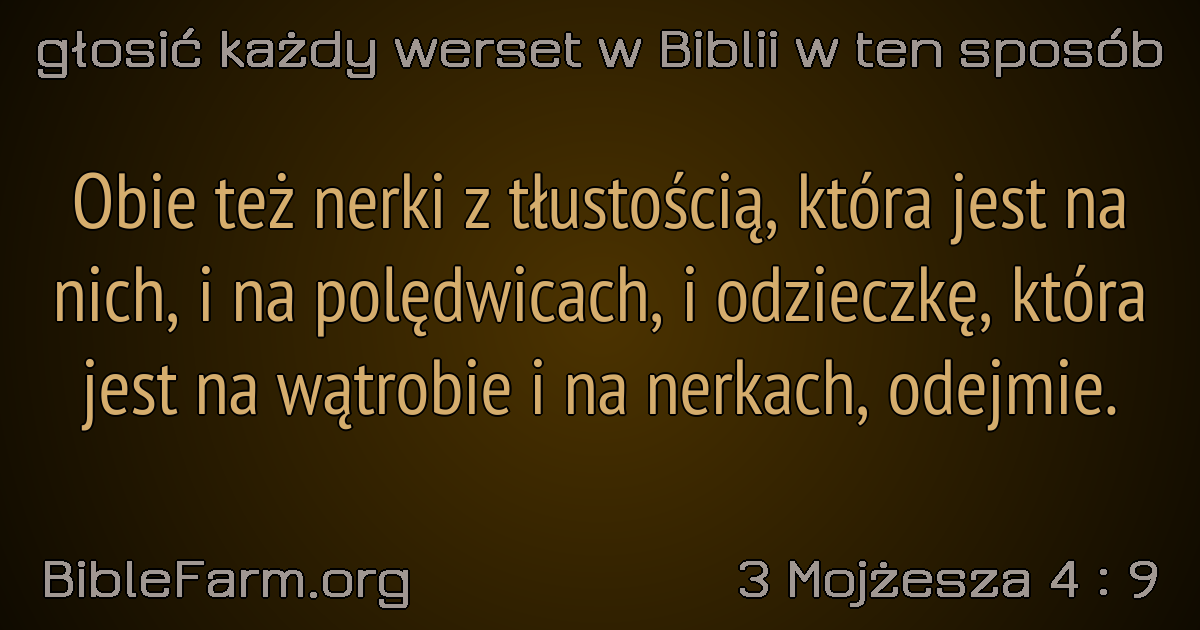 głosić każdy werset w Biblii w ten sposób
Obie też nerki z tłustością, która jest na
nich, i na polędwicach, i odzieczkę, która
jest na wątrobie i na nerkach, odejmie.
BibleFarm.org
3 Mojżesza 4 : 9